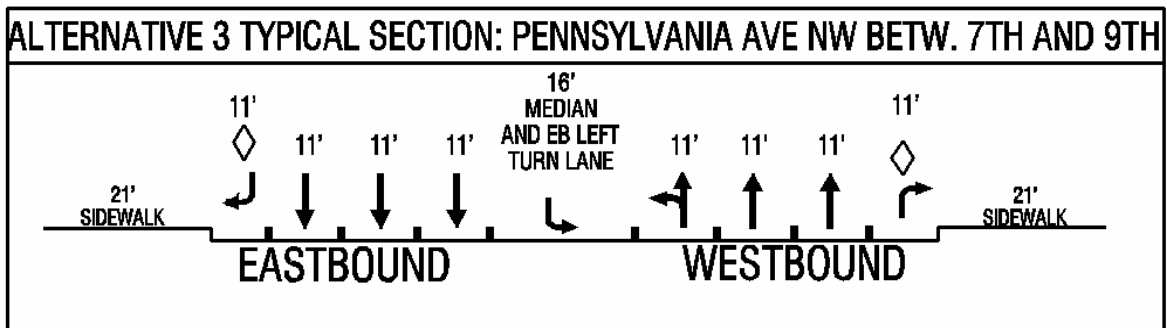 ALTERNATIVE 3 TYPICAL SECTION: PENNSYLVANIA AVE NW BETW. 7TH AND 9TH
16'
MEDIAN
AND EB LEFT
TURN LANE
11'
11'
11'
11'
11'
11'
11'
11'
21'
SIDEWALK
21'
SIDEWALK
EASTBOUND
WESTBOUND